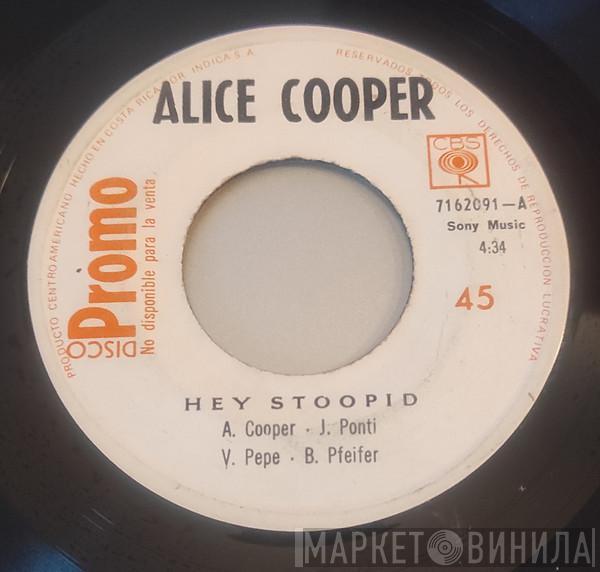 PRODUCTO CENTROAMERICANO HECHO EN COSTA RICA POR INDICA S A
RESERVADOS TODOS LOS DERECHOS DE REPRODUCCION LUCRATIVA
ALICE COOPER
CBS
7162091-A
Sony Music
4:34
45
DISCO Promo
No disponible para la venta
HEY STOOPID
A. Cooper · J. Ponti
V. Pepe · B. Pfeifer
МАРКЕТ ВИНИЛА